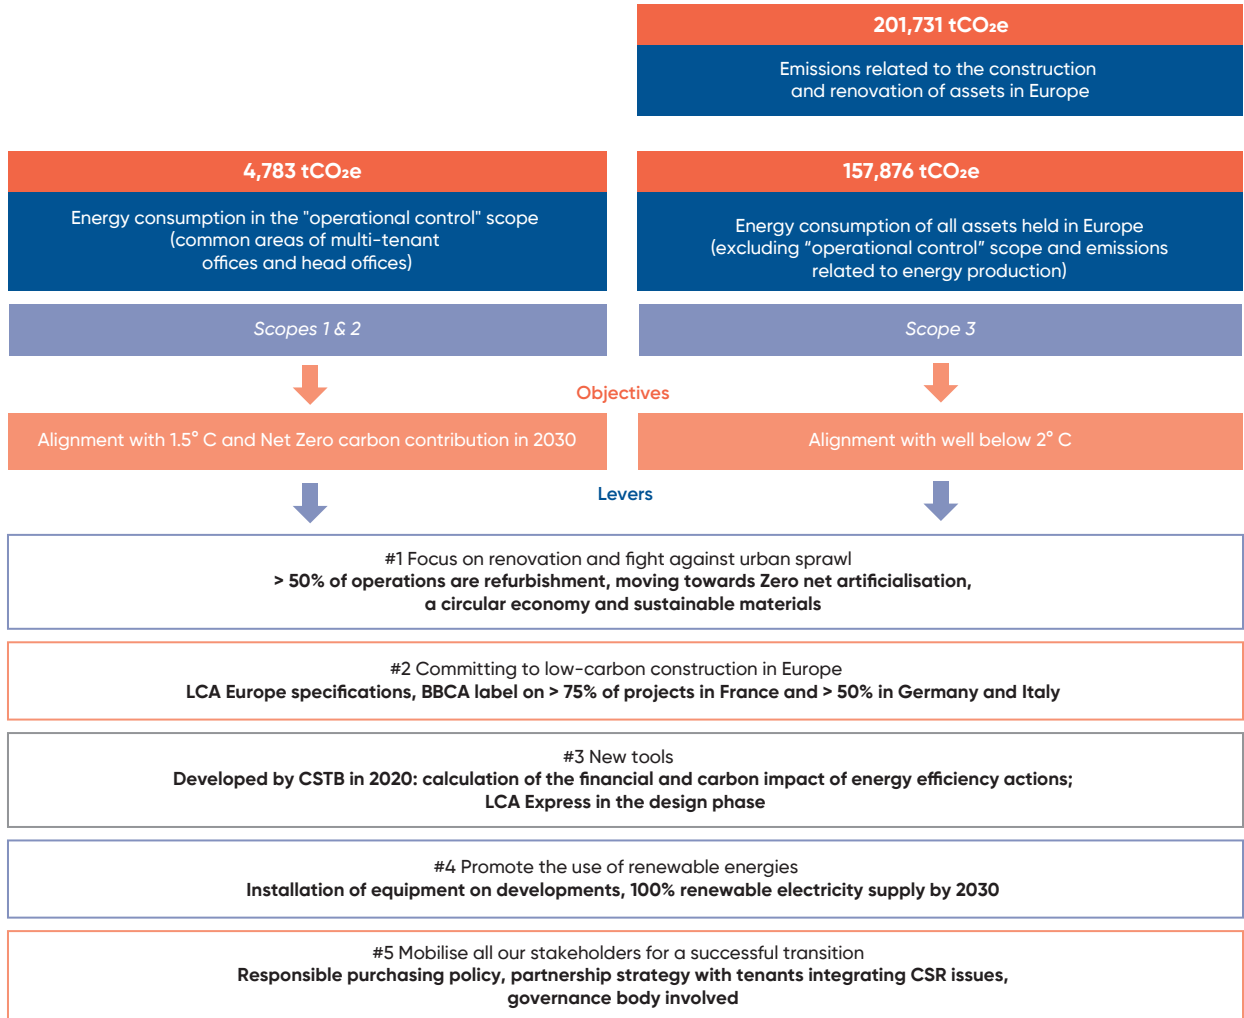 201,731 tCO₂e
Emissions related to the construction
and renovation of assets in Europe
4,783 tCO₂e
Energy consumption in the "operational control" scope
(common areas of multi-tenant
offices and head offices)
157,876 tCO₂e
Energy consumption of all assets held in Europe
(excluding “operational control” scope and emissions
related to energy production)
Scopes 1 & 2
Scope 3
Objectives
Alignment with 1.5° C and Net Zero carbon contribution in 2030
Alignment with well below 2° C
Levers
#1 Focus on renovation and fight against urban sprawl
> 50% of operations are refurbishment, moving towards Zero net artificialisation,
a circular economy and sustainable materials
#2 Committing to low-carbon construction in Europe
LCA Europe specifications, BBCA label on > 75% of projects in France and > 50% in Germany and Italy
#3 New tools
Developed by CSTB in 2020: calculation of the financial and carbon impact of energy efficiency actions;
LCA Express in the design phase
#4 Promote the use of renewable energies
Installation of equipment on developments, 100% renewable electricity supply by 2030
#5 Mobilise all our stakeholders for a successful transition
Responsible purchasing policy, partnership strategy with tenants integrating CSR issues,
governance body involved